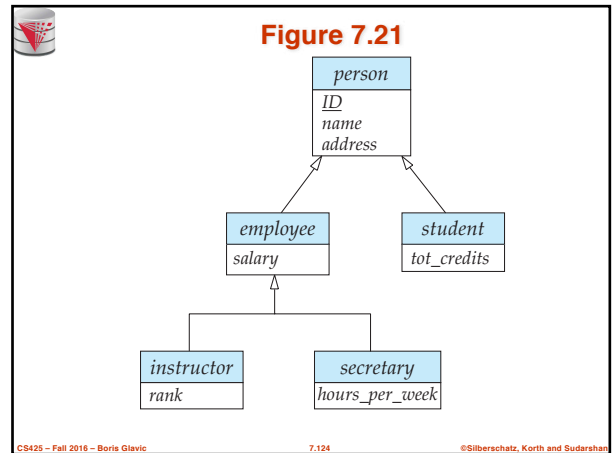 Figure 7.21
person
ID
name
address
employee
salary
student
tot_credits
instructor
rank
secretary
hours_per_week
CS425 – Fall 2016 – Boris Glavic
7.124
©Silberschatz, Korth and Sudarshan